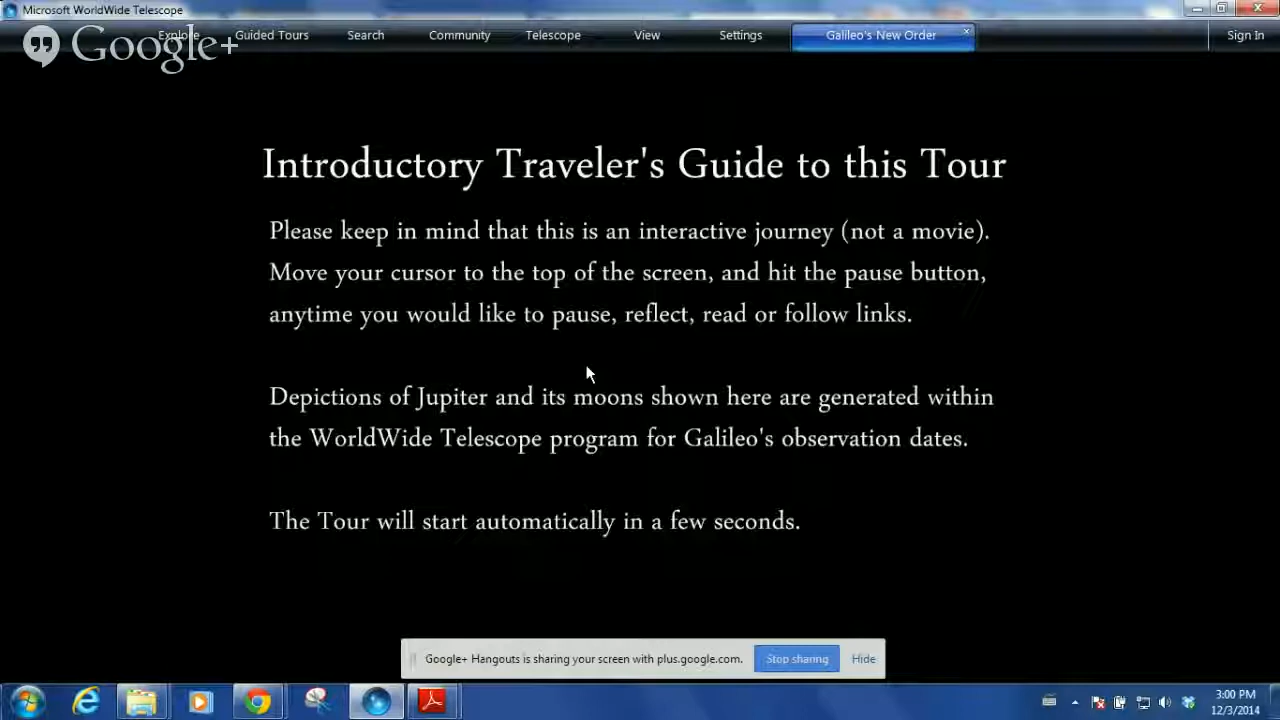 Microsoft WorldWide Telescope
Google+
Explore Guided Tours Search Community Telescope View Settings Galileo's New Order Sign In
Introductory Traveler's Guide to this Tour
Please keep in mind that this is an interactive journey (not a movie).
Move your cursor to the top of the screen, and hit the pause button,
anytime you would like to pause, reflect, read or follow links.
Depictions of Jupiter and its moons shown here are generated within
the WorldWide Telescope program for Galileo's observation dates.
The Tour will start automatically in a few seconds.
Google+ Hangouts is sharing your screen with plus.google.com. Stop sharing Hide
3:00 PM
12/3/2014